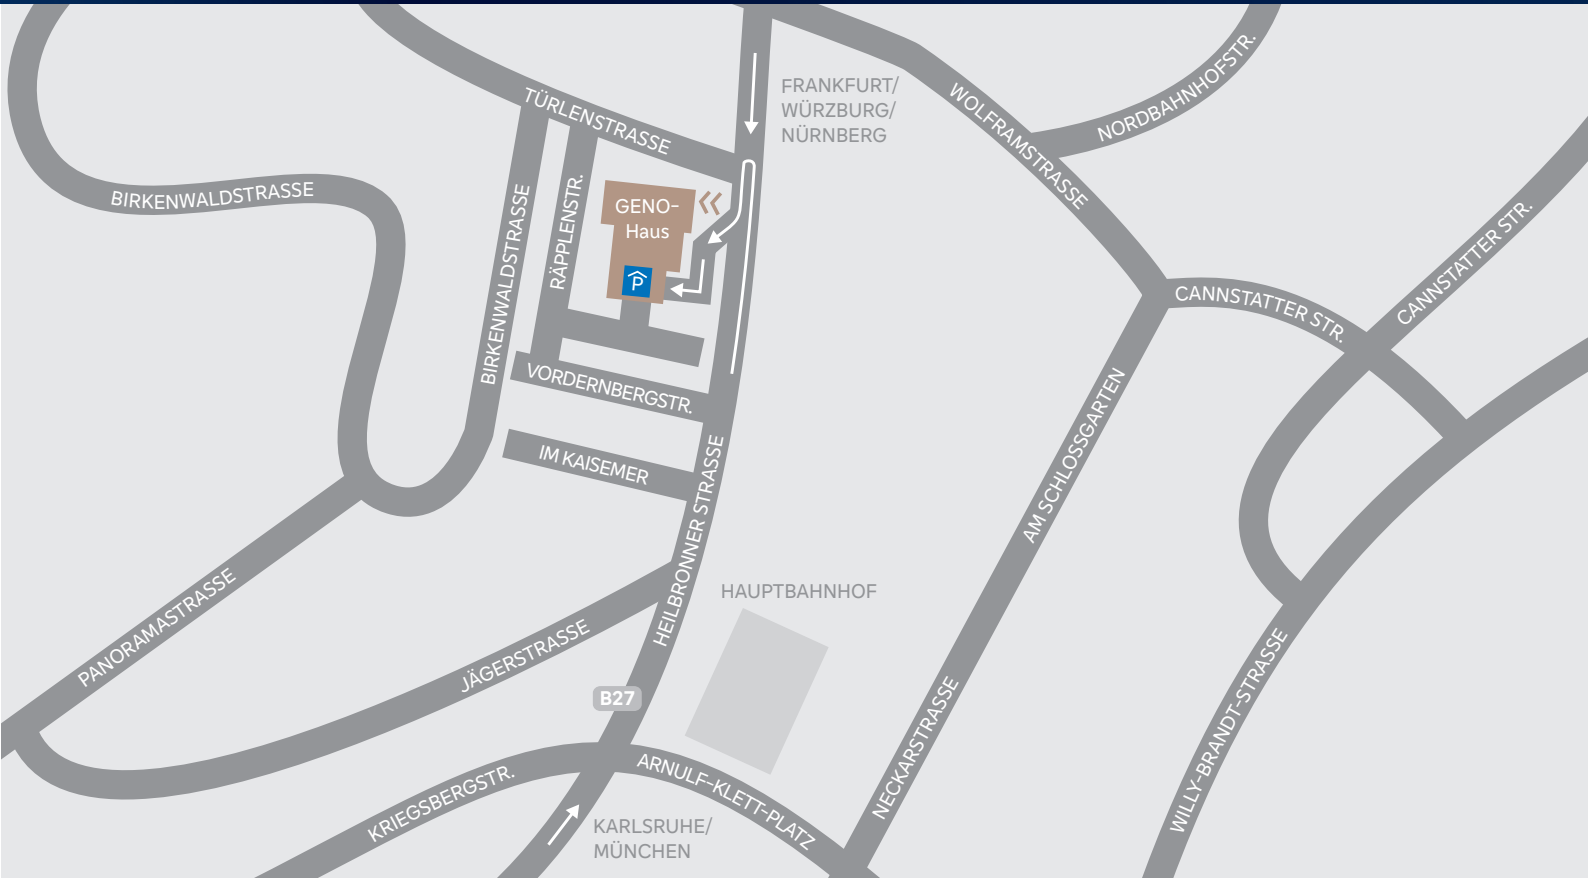 FRANKFURT/
WÜRZBURG/
NÜRNBERG
WOLFRAMSTRASSE
NORDBAHNHOFSTR.
TÜRLENSTRASSE
BIRKENWALDSTRASSE
BIRKENWALDSTRASSE
RÄPPLENSTR.
GENO-
Haus
P
CANNSTATTER STR.
CANNSTATTER STR.
VORDERNBERGSTR.
IM KAISEMER
HEILBRONNER STRASSE
AM SCHLOSSGARTEN
HAUPTBAHNHOF
PANORAMASTRASSE
JÄGERSTRASSE
B27
NECKARSTRASSE
WILLY-BRANDT-STRASSE
KRIEGSBERGSTR.
ARNULF-KLETT-PLATZ
KARLSRUHE/
MÜNCHEN